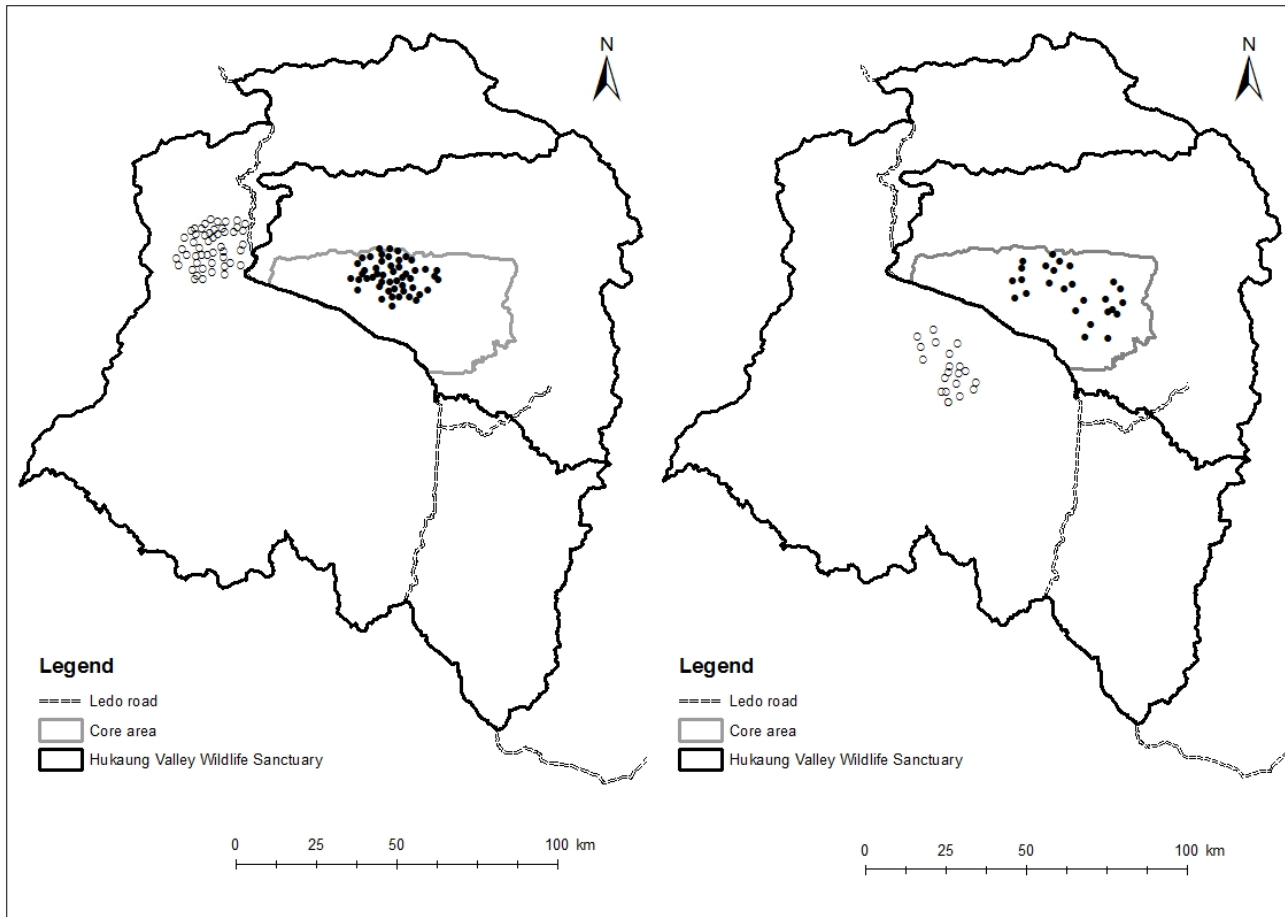 N
Legend
Ledo road
Core area
Hukaung Valley Wildlife Sanctuary
0 25 50 100 km
N
Legend
Ledo road
Core area
Hukaung Valley Wildlife Sanctuary
0 25 50 100 km